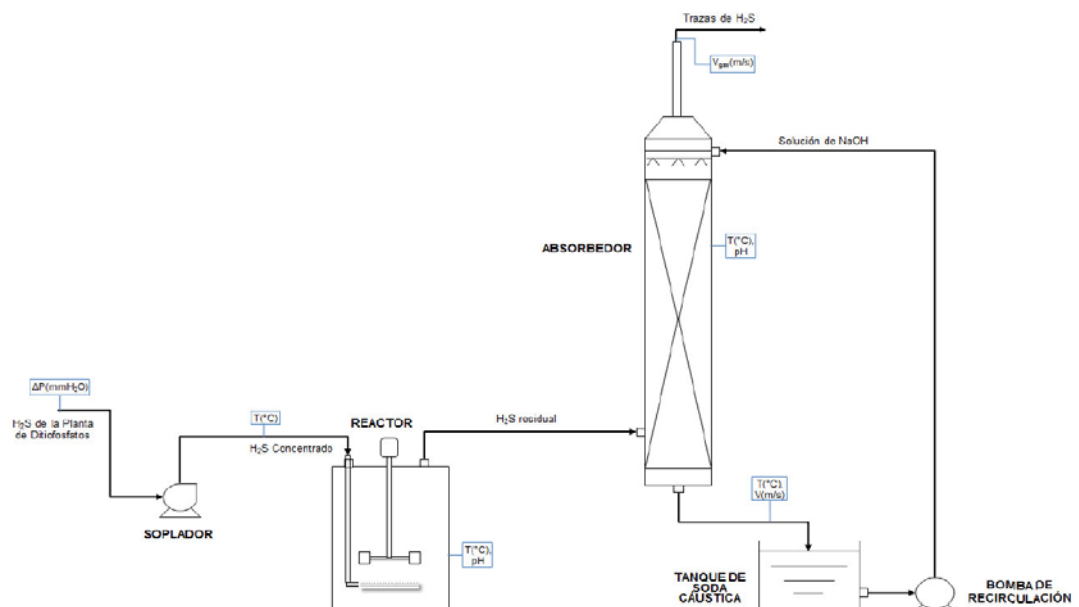 Trazas de H₂S
Vgas(m/s)
Solución de NaOH
ABSORBEDOR
T(°C),
pH
ΔP(mmH₂O)
H₂S de la Planta
de Ditiofosfatos
T(°C)
H₂S Concentrado
REACTOR
H₂S residual
SOPLADOR
T(°C),
pH
T(°C),
V(m/s)
TANQUE DE
SODA
CÁUSTICA
BOMBA DE
RECIRCULACIÓN